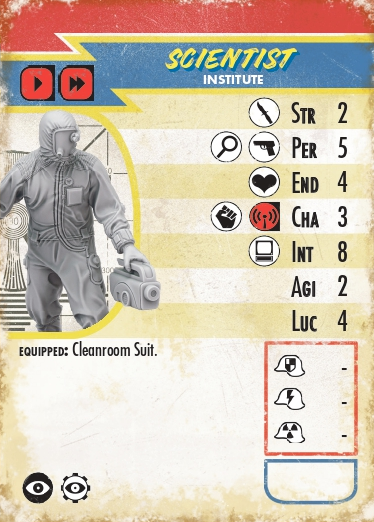 SCIENTIST
INSTITUTE
STR 2
PER 5
END 4
CHA 3
INT 8
AGI 2
LUC 4
EQUIPPED: Cleanroom Suit.
-
-
-